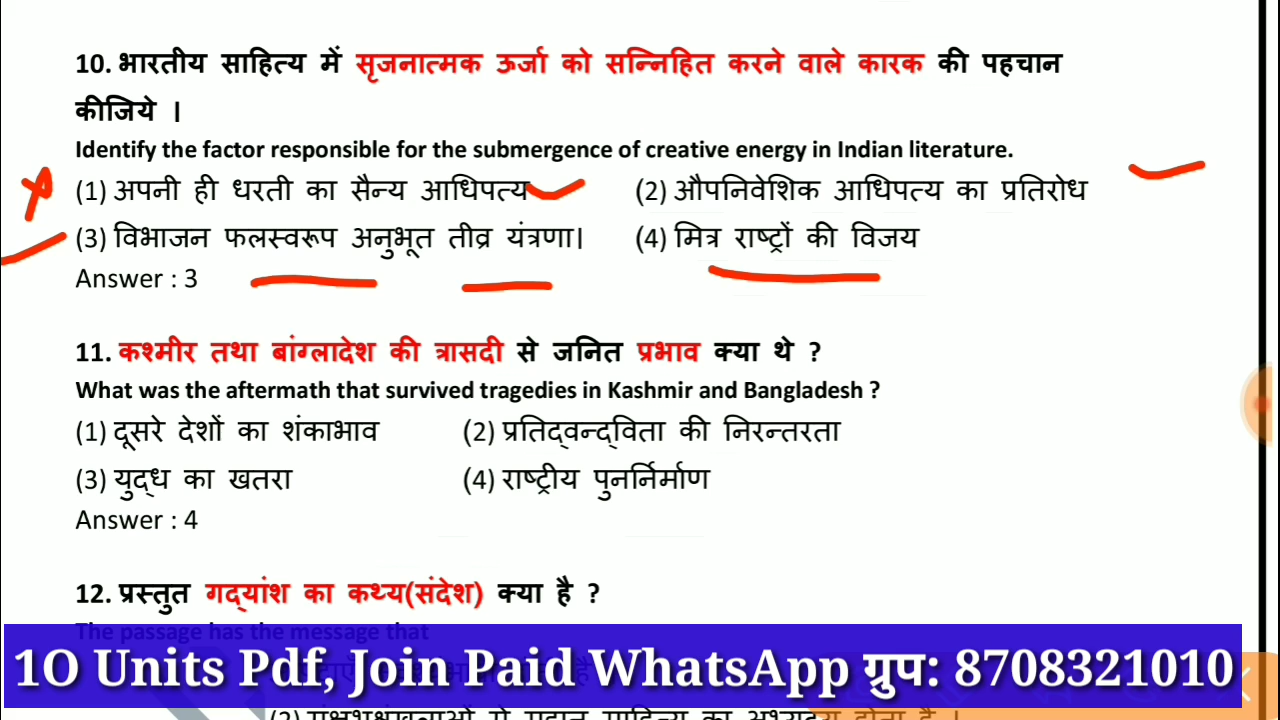 10. भारतीय साहित्य में सृजनात्मक ऊर्जा को सन्निहित करने वाले कारक की पहचान
कीजिये ।
Identify the factor responsible for the submergence of creative energy in Indian literature.
(1) अपनी ही धरती का सैन्य आधिपत्य (2) औपनिवेशिक आधिपत्य का प्रतिरोध
(3) विभाजन फलस्वरूप अनुभूत तीव्र यंत्रणा। (4) मित्र राष्ट्रों की विजय
Answer : 3
11. कश्मीर तथा बांग्लादेश की त्रासदी से जनित प्रभाव क्या थे ?
What was the aftermath that survived tragedies in Kashmir and Bangladesh ?
(1) दूसरे देशों का शंकाभाव (2) प्रतिद्वन्द्विता की निरन्तरता
(3) युद्ध का खतरा (4) राष्ट्रीय पुनर्निर्माण
Answer : 4
12. प्रस्तुत गद्यांश का कथ्य(संदेश) क्या है ?
The passage has the message that
1O Units Pdf, Join Paid WhatsApp ग्रुप: 8708321010